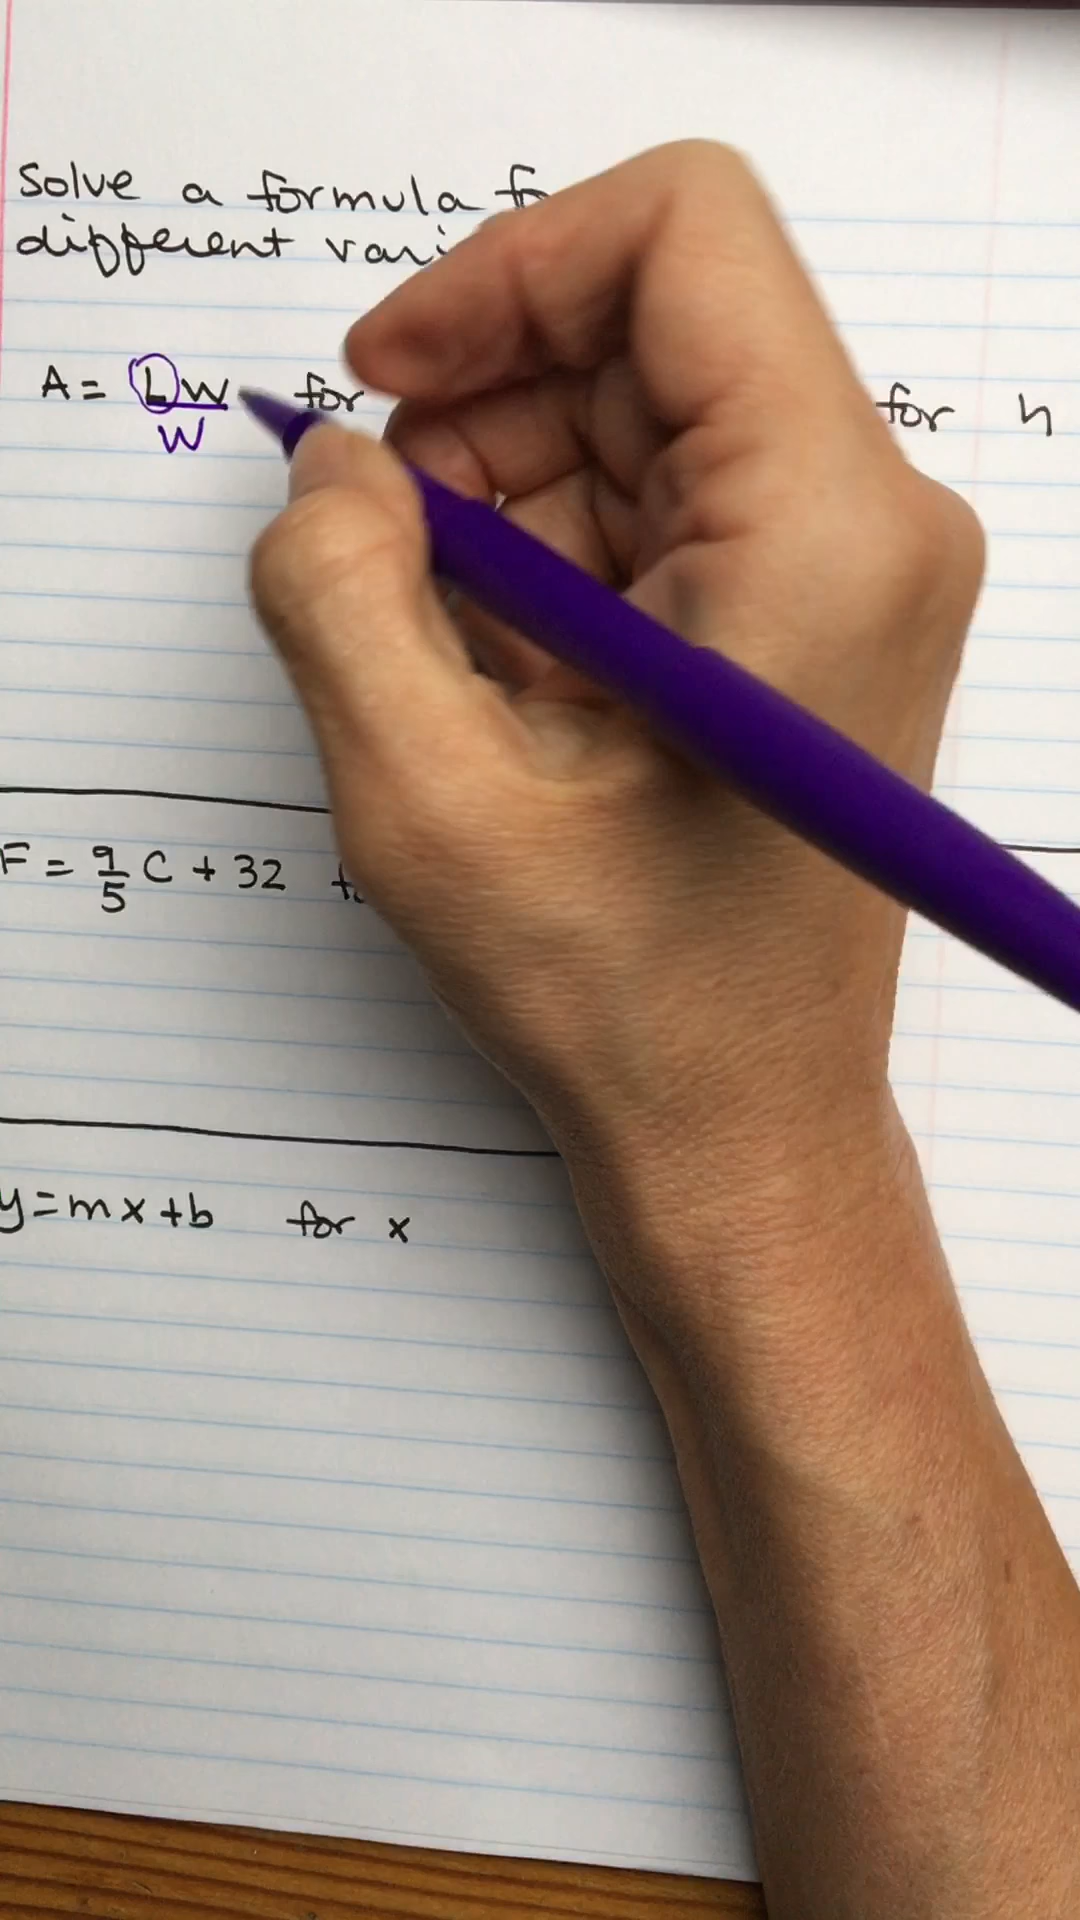 Solve a formula
different
A = LW for
W
for h
F = 9/5 C + 32
y = mx + b for x